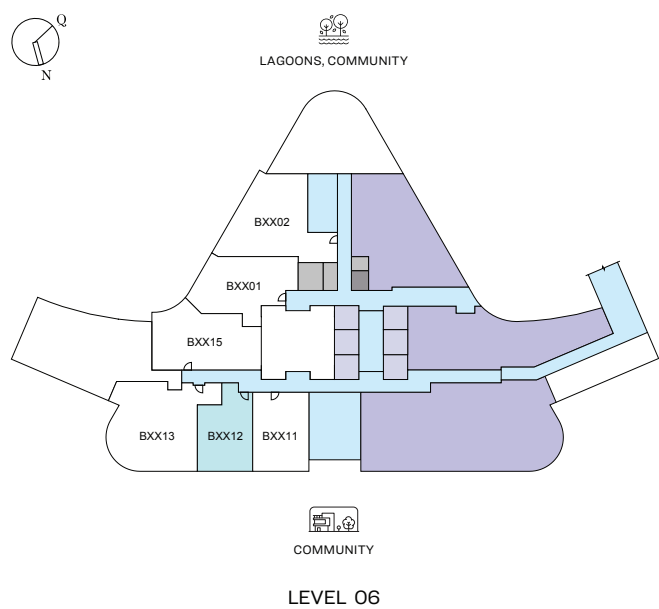 Q
N
LAGOONS, COMMUNITY
BXX02
BXX01
BXX15
BXX13
BXX12
BXX11
COMMUNITY
LEVEL 06